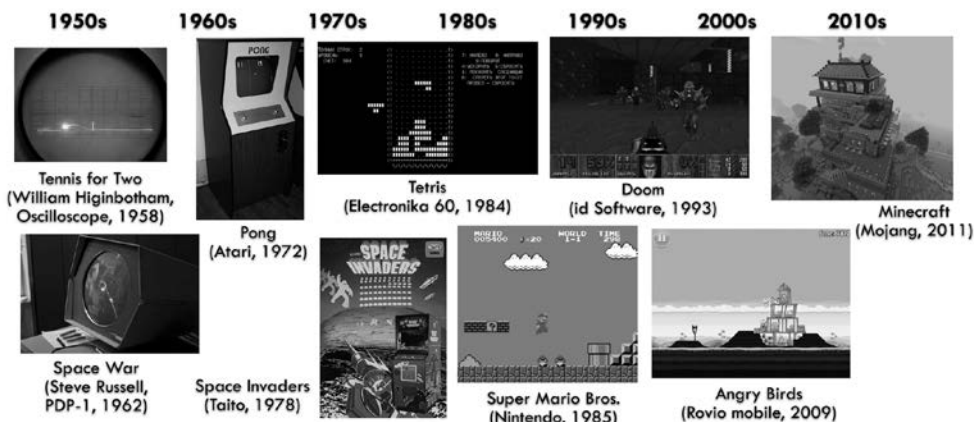 1950s 1960s 1970s 1980s 1990s 2000s 2010s
PONG
Tennis for Two
(William Higinbotham,
Oscilloscope, 1958)
Pong
(Atari, 1972)
Tetris
(Electronika 60, 1984)
Doom
(id Software, 1993)
Minecraft
(Mojang, 2011)
SPACE
INVADERS
MARIO WORLD TIME
005400 ×20 1-1 296
Space War
(Steve Russell,
PDP-1, 1962)
Space Invaders
(Taito, 1978)
Super Mario Bros.
(Nintendo, 1985)
Angry Birds
(Rovio mobile, 2009)